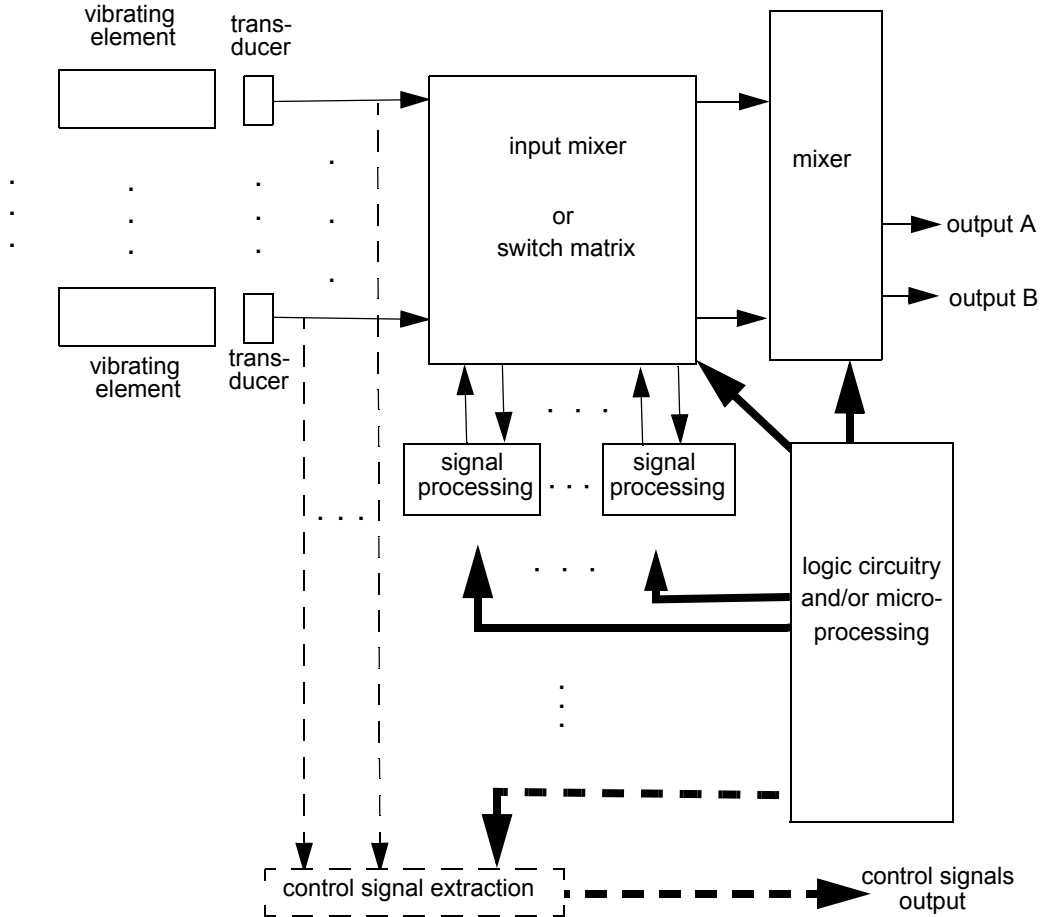 vibrating
element
trans-
ducer
input mixer
or
switch matrix
mixer
output A
output B
vibrating
element
trans-
ducer
signal
processing
signal
processing
logic circuitry
and/or micro-
processing
control signal extraction
control signals
output